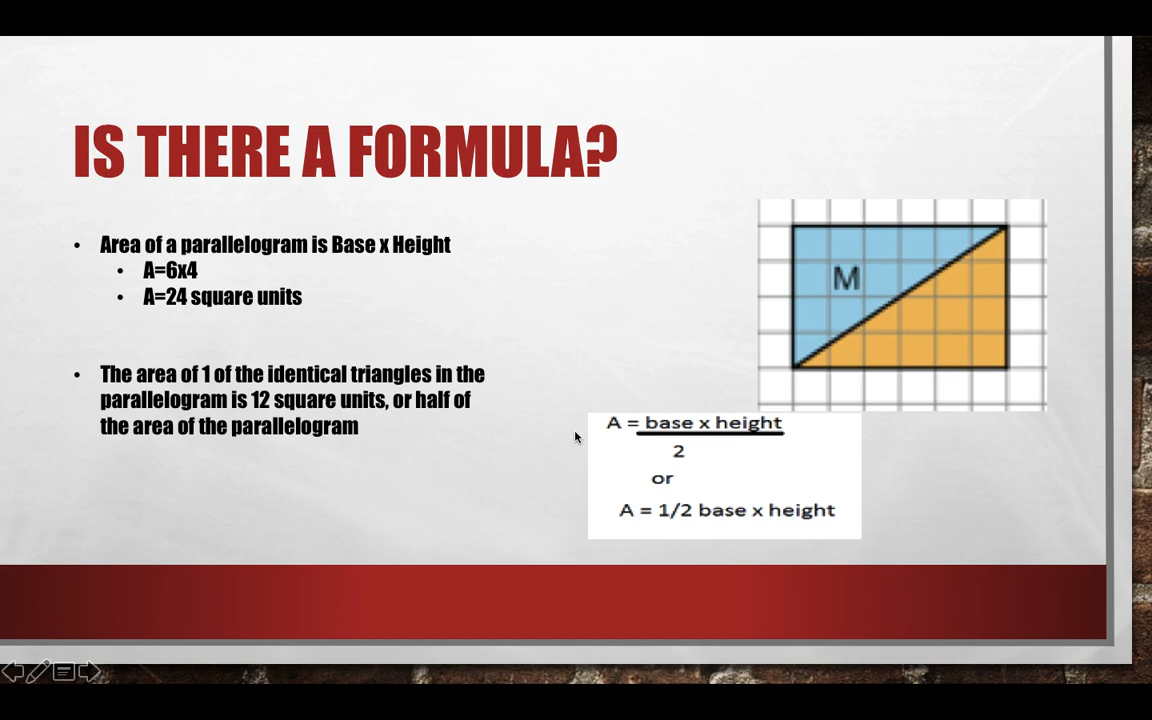 IS THERE A FORMULA?
• Area of a parallelogram is Base x Height
• A=6x4
• A=24 square units
• The area of 1 of the identical triangles in the
parallelogram is 12 square units, or half of
the area of the parallelogram
M
A = base x height
2
or
A = 1/2 base x height